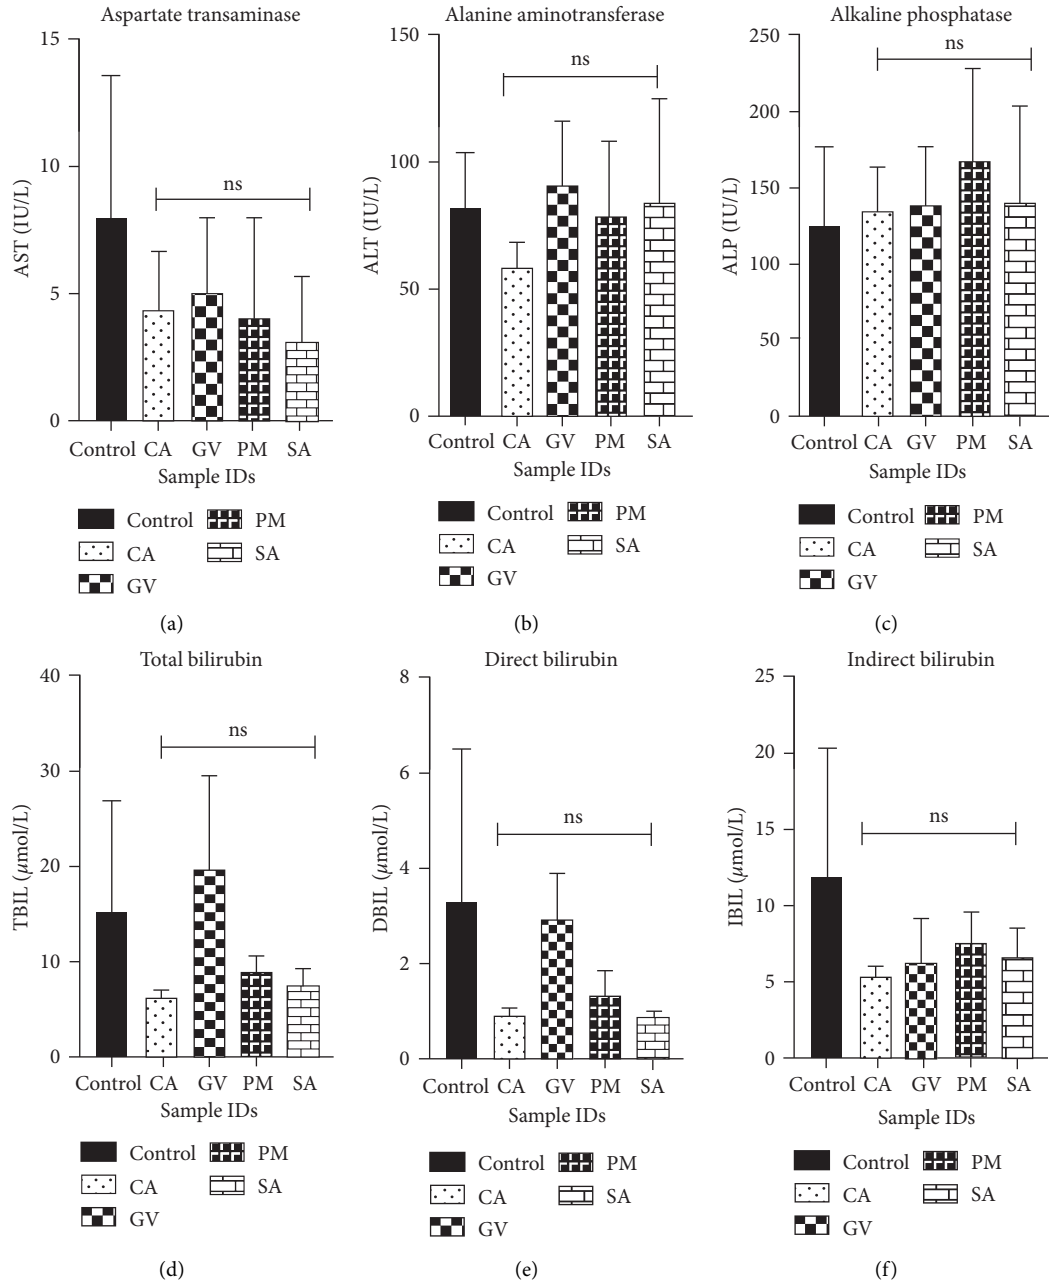 Aspartate transaminase
15
10
5
0
AST (IU/L)
ns
Control CA GV PM SA
Sample IDs
Control PM
CA SA
GV
(a)
Alanine aminotransferase
150
100
50
0
ALT (IU/L)
ns
Control CA GV PM SA
Sample IDs
Control PM
CA SA
GV
(b)
Alkaline phosphatase
250
200
150
100
50
0
ALP (IU/L)
ns
Control CA GV PM SA
Sample IDs
Control PM
CA SA
GV
(c)
Total bilirubin
40
30
20
10
0
TBIL (µmol/L)
ns
Control CA GV PM SA
Sample IDs
Control PM
CA SA
GV
(d)
Direct bilirubin
8
6
4
2
0
DBIL (µmol/L)
ns
Control CA GV PM SA
Sample IDs
Control PM
CA SA
GV
(e)
Indirect bilirubin
25
20
15
10
5
0
IBIL (µmol/L)
ns
Control CA GV PM SA
Sample IDs
Control PM
CA SA
GV
(f)